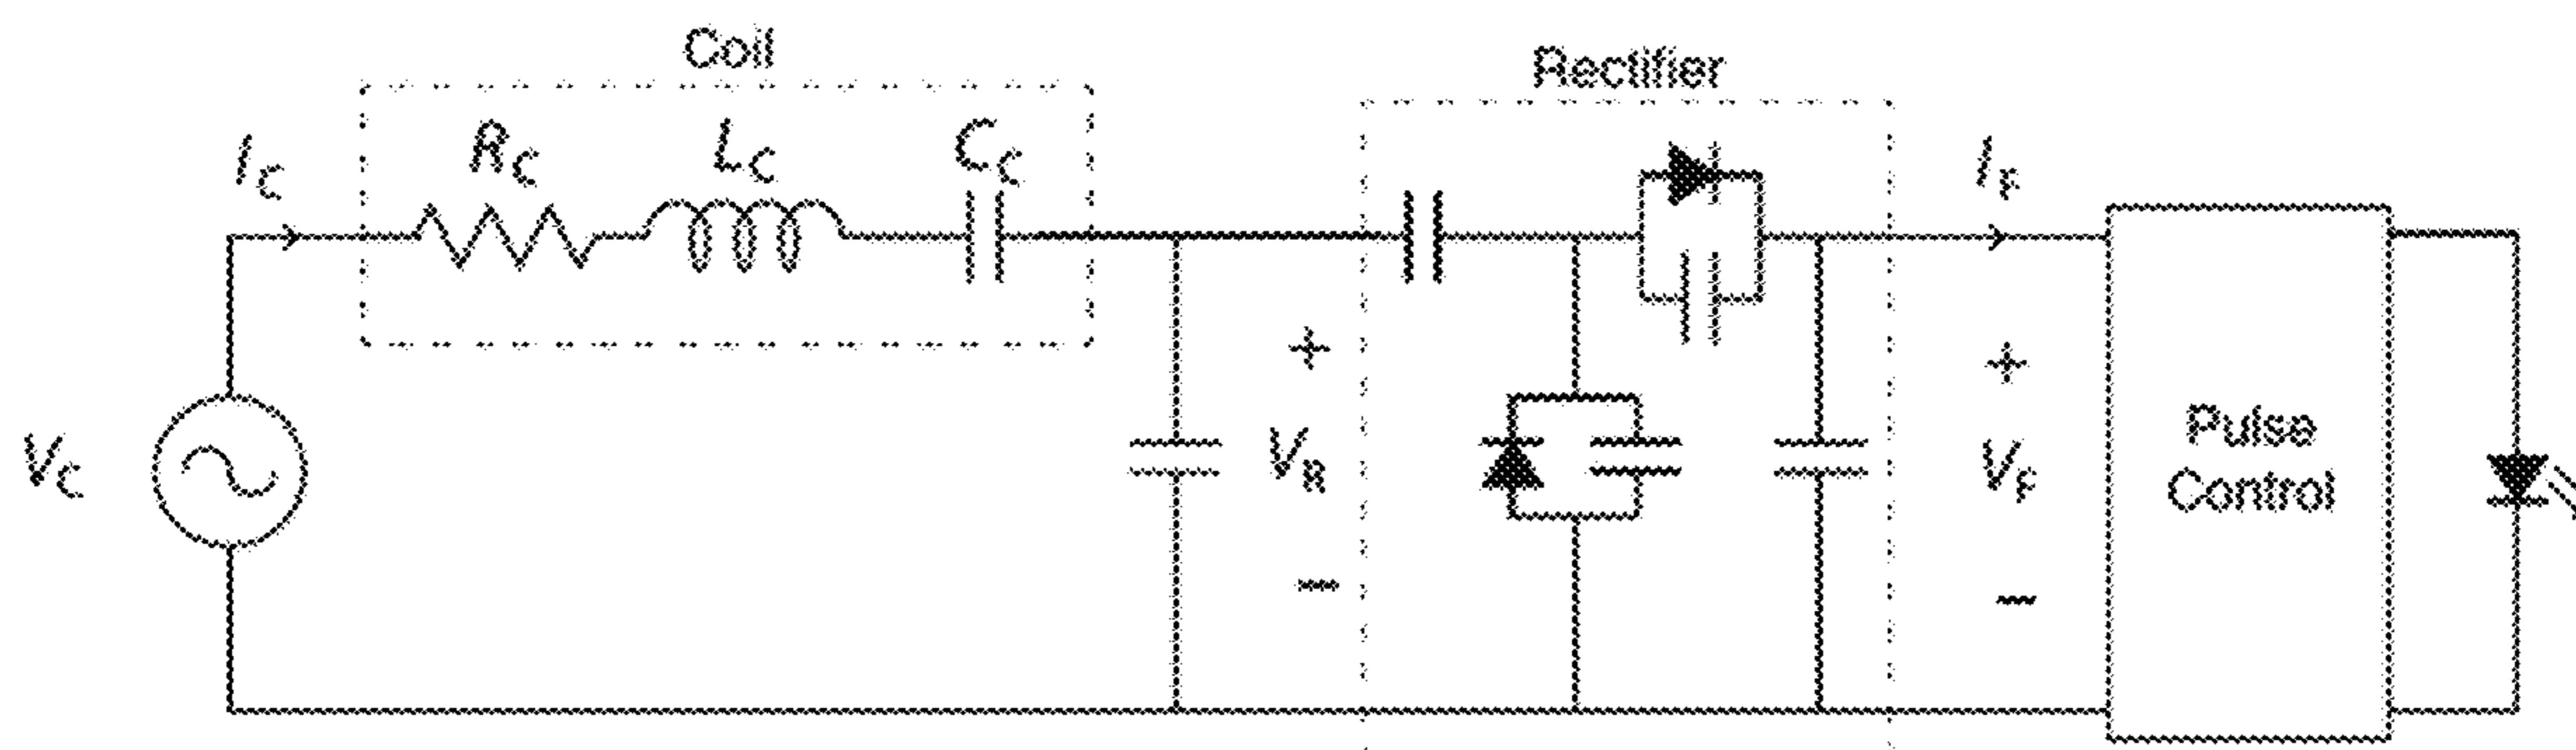 Coil
Rectifier
I_C
R_C
L_C
C_C
I_F
+
+
V_C
V_R
V_F
Pulse
Control
−
−